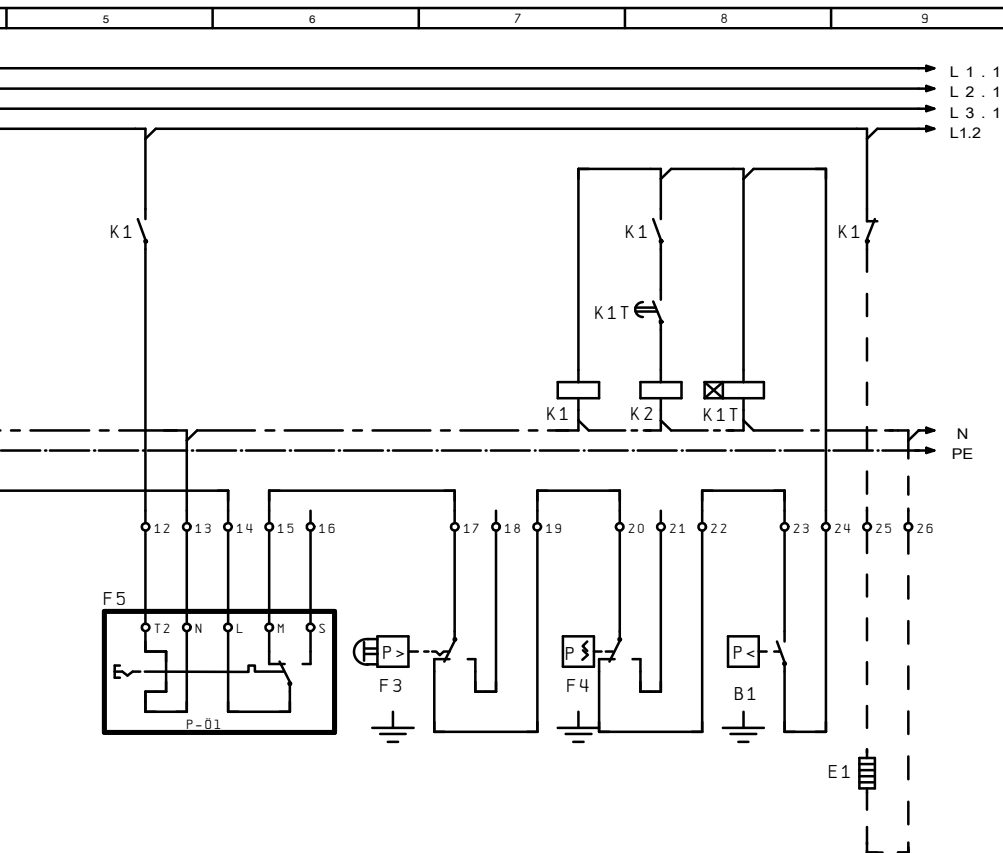 5 6 7 8 9
L1.1
L2.1
L3.1
L1.2
K1 K1 K1
K1T
K1 K2 K1T
N
PE
12 13 14 15 16 17 18 19 20 21 22 23 24 25 26
F5
T2 N L M S
P> P P<
F3 F4 B1
P-Öl
E1